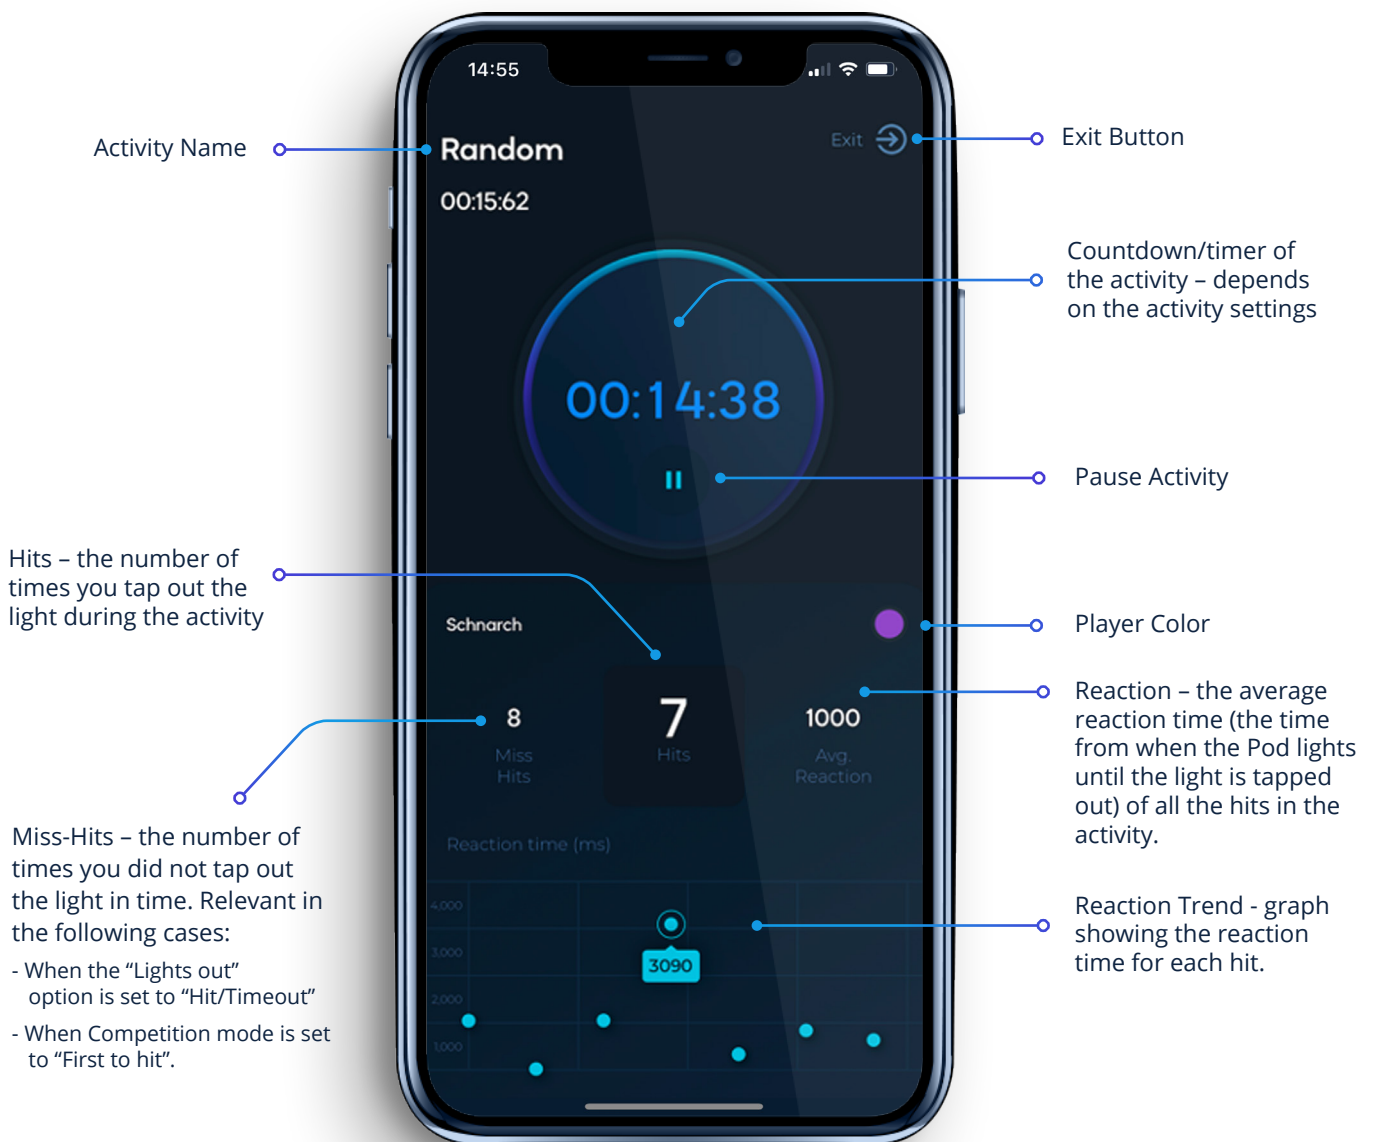 14:55
Activity Name
Random
Exit
Exit Button
00:15:62
Countdown/timer of
the activity – depends
on the activity settings
00:14:38
Pause Activity
Hits – the number of
times you tap out the
light during the activity
Schnarch
Player Color
8
Miss
Hits
7
Hits
1000
Avg.
Reaction
Reaction – the average
reaction time (the time
from when the Pod lights
until the light is tapped
out) of all the hits in the
activity.
Miss-Hits – the number of
times you did not tap out
the light in time. Relevant in
the following cases:
- When the “Lights out”
option is set to “Hit/Timeout”
- When Competition mode is set
to “First to hit”.
Reaction time (ms)
4,000
3,000
2,000
1,000
3090
Reaction Trend - graph
showing the reaction
time for each hit.